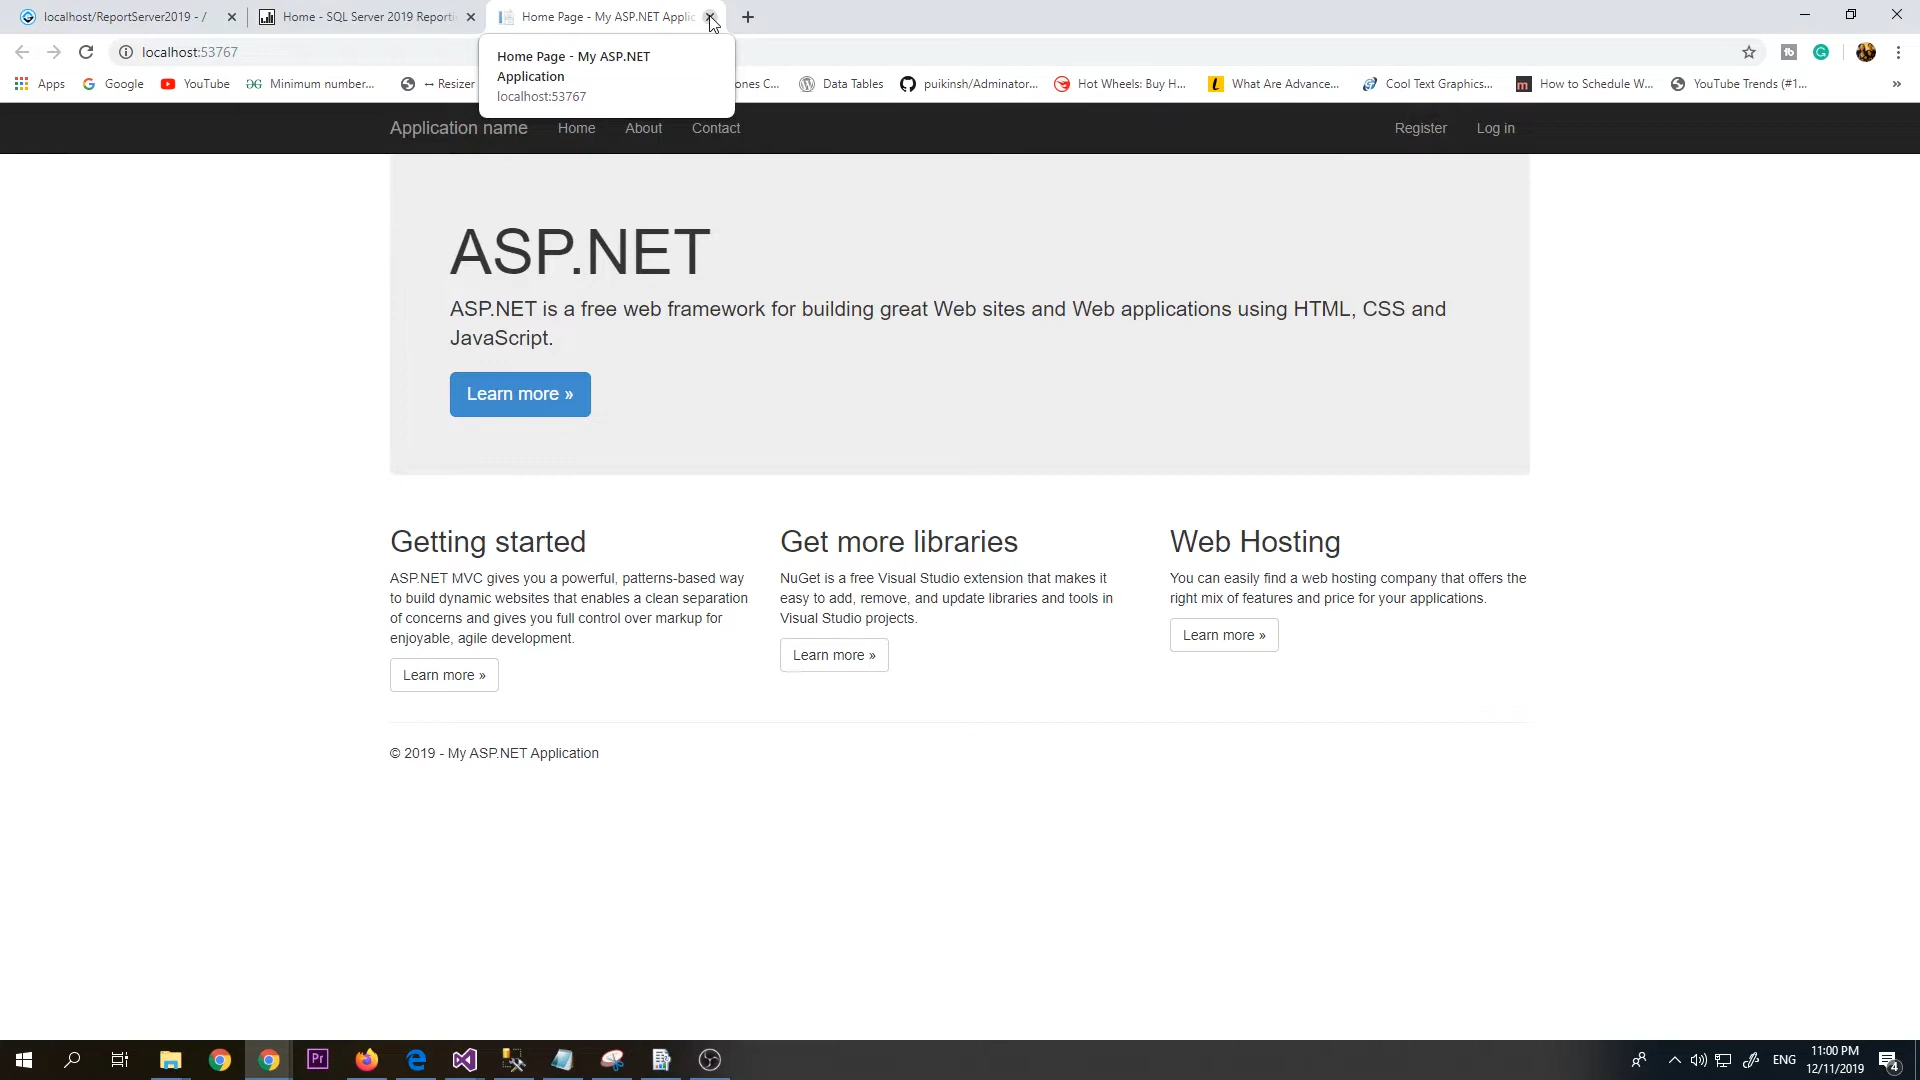 localhost/ReportServer2019 - /
Home - SQL Server 2019 Reporti
Home Page - My ASP.NET Applic
localhost:53767
Home Page - My ASP.NET
Application
localhost:53767
Apps
Google
YouTube
Minimum number...
↔ Resizer
ones C...
Data Tables
puikinsh/Adminator...
Hot Wheels: Buy H...
What Are Advance...
Cool Text Graphics...
How to Schedule W...
YouTube Trends (#1...
»
Application name
Home
About
Contact
Register
Log in
ASP.NET
ASP.NET is a free web framework for building great Web sites and Web applications using HTML, CSS and
JavaScript.
Learn more »
Getting started
ASP.NET MVC gives you a powerful, patterns-based way
to build dynamic websites that enables a clean separation
of concerns and gives you full control over markup for
enjoyable, agile development.
Learn more »
Get more libraries
NuGet is a free Visual Studio extension that makes it
easy to add, remove, and update libraries and tools in
Visual Studio projects.
Learn more »
Web Hosting
You can easily find a web hosting company that offers the
right mix of features and price for your applications.
Learn more »
© 2019 - My ASP.NET Application
Pr
ENG
11:00 PM
12/11/2019
4